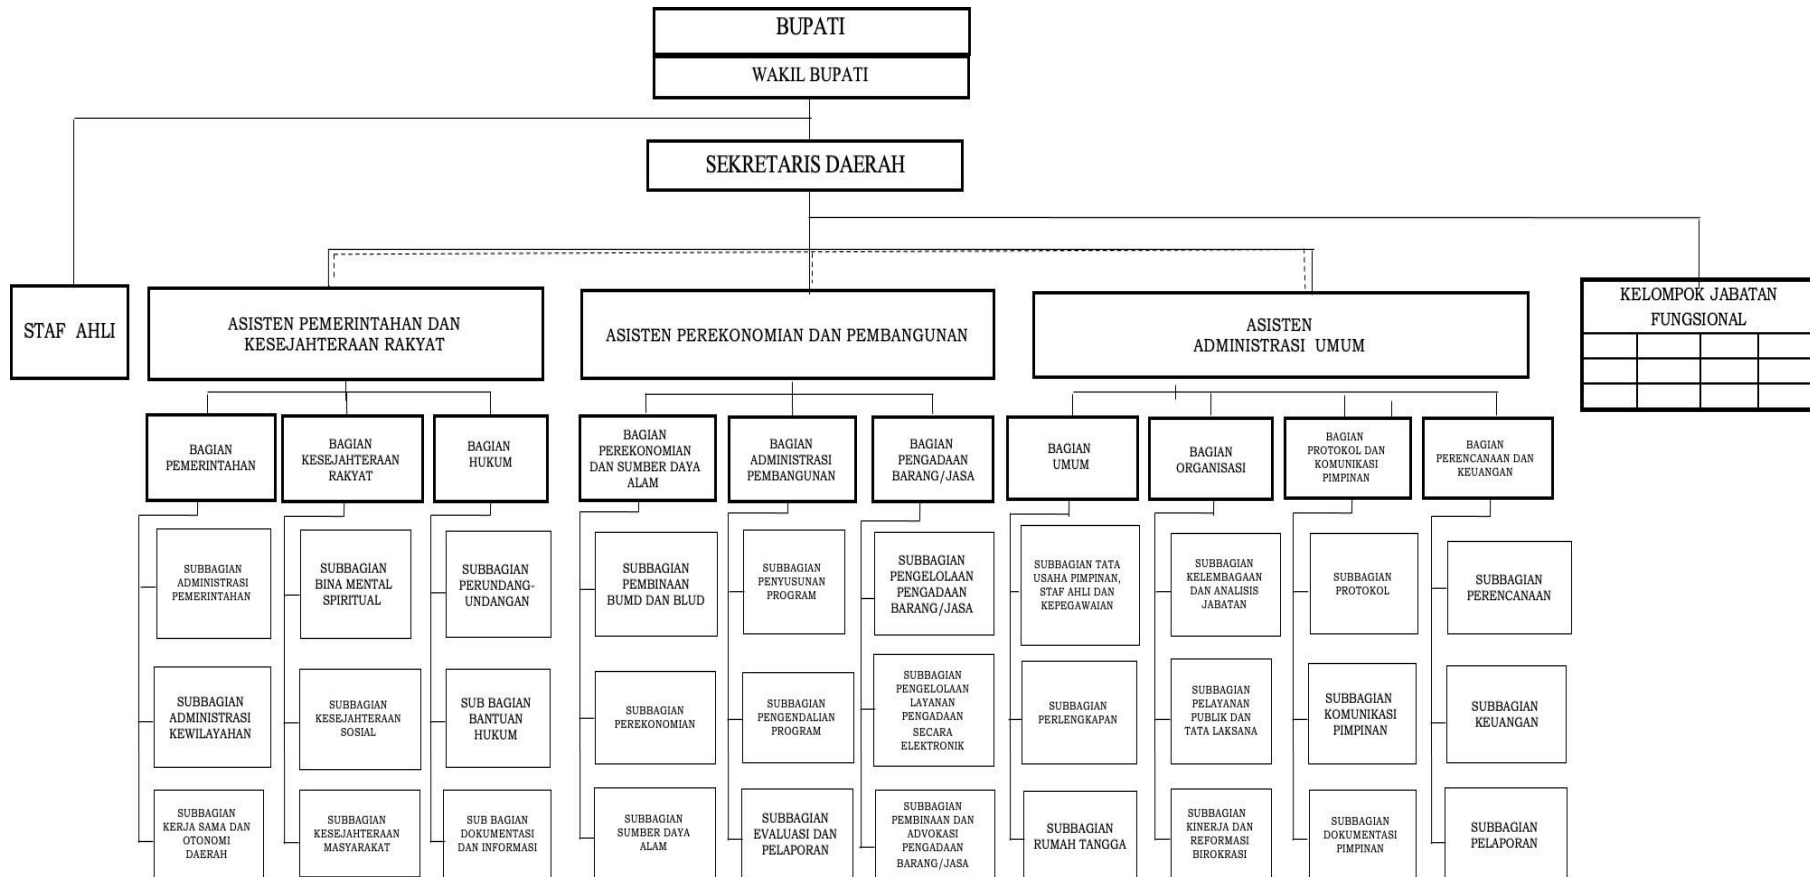 BUPATI
WAKIL BUPATI
SEKRETARIS DAERAH
STAF AHLI
ASISTEN PEMERINTAHAN DAN
KESEJAHTERAAN RAKYAT
ASISTEN PEREKONOMIAN DAN PEMBANGUNAN
ASISTEN
ADMINISTRASI UMUM
KELOMPOK JABATAN
FUNGSIONAL
BAGIAN
PEMERINTAHAN
BAGIAN
KESEJAHTERAAN
RAKYAT
BAGIAN
HUKUM
BAGIAN
PEREKONOMIAN
DAN SUMBER DAYA
ALAM
BAGIAN
ADMINISTRASI
PEMBANGUNAN
BAGIAN
PENGADAAN
BARANG/JASA
BAGIAN
UMUM
BAGIAN
ORGANISASI
BAGIAN
PROTOKOL DAN
KOMUNIKASI
PIMPINAN
BAGIAN
PERENCANAAN DAN
KEUANGAN
SUBBAGIAN
ADMINISTRASI
PEMERINTAHAN
SUBBAGIAN
BINA MENTAL
SPIRITUAL
SUBBAGIAN
PERUNDANG-
UNDANGAN
SUBBAGIAN
PEMBINAAN
BUMD DAN BLUD
SUBBAGIAN
PENYUSUNAN
PROGRAM
SUBBAGIAN
PENGELOLAAN
PENGADAAN
BARANG/JASA
SUBBAGIAN TATA
USAHA PIMPINAN,
STAF AHLI DAN
KEPEGAWAIAN
SUBBAGIAN
KELEMBAGAAN
DAN ANALISIS
JABATAN
SUBBAGIAN
PROTOKOL
SUBBAGIAN
PERENCANAAN
SUBBAGIAN
ADMINISTRASI
KEWILAYAHAN
SUBBAGIAN
KESEJAHTERAAN
SOSIAL
SUB BAGIAN
BANTUAN
HUKUM
SUBBAGIAN
PEREKONOMIAN
SUBBAGIAN
PENGENDALIAN
PROGRAM
SUBBAGIAN
PENGELOLAAN
LAYANAN
PENGADAAN
SECARA
ELEKTRONIK
SUBBAGIAN
PERLENGKAPAN
SUBBAGIAN
PELAYANAN
PUBLIK DAN
TATA LAKSANA
SUBBAGIAN
KOMUNIKASI
PIMPINAN
SUBBAGIAN
KEUANGAN
SUBBAGIAN
KERJA SAMA DAN
OTONOMI
DAERAH
SUBBAGIAN
KESEJAHTERAAN
MASYARAKAT
SUB BAGIAN
DOKUMENTASI
DAN INFORMASI
SUBBAGIAN
SUMBER DAYA
ALAM
SUBBAGIAN
EVALUASI DAN
PELAPORAN
SUBBAGIAN
PEMBINAAN DAN
ADVOKASI
PENGADAAN
BARANG/JASA
SUBBAGIAN
RUMAH TANGGA
SUBBAGIAN
KINERJA DAN
REFORMASI
BIROKRASI
SUBBAGIAN
DOKUMENTASI
PIMPINAN
SUBBAGIAN
PELAPORAN